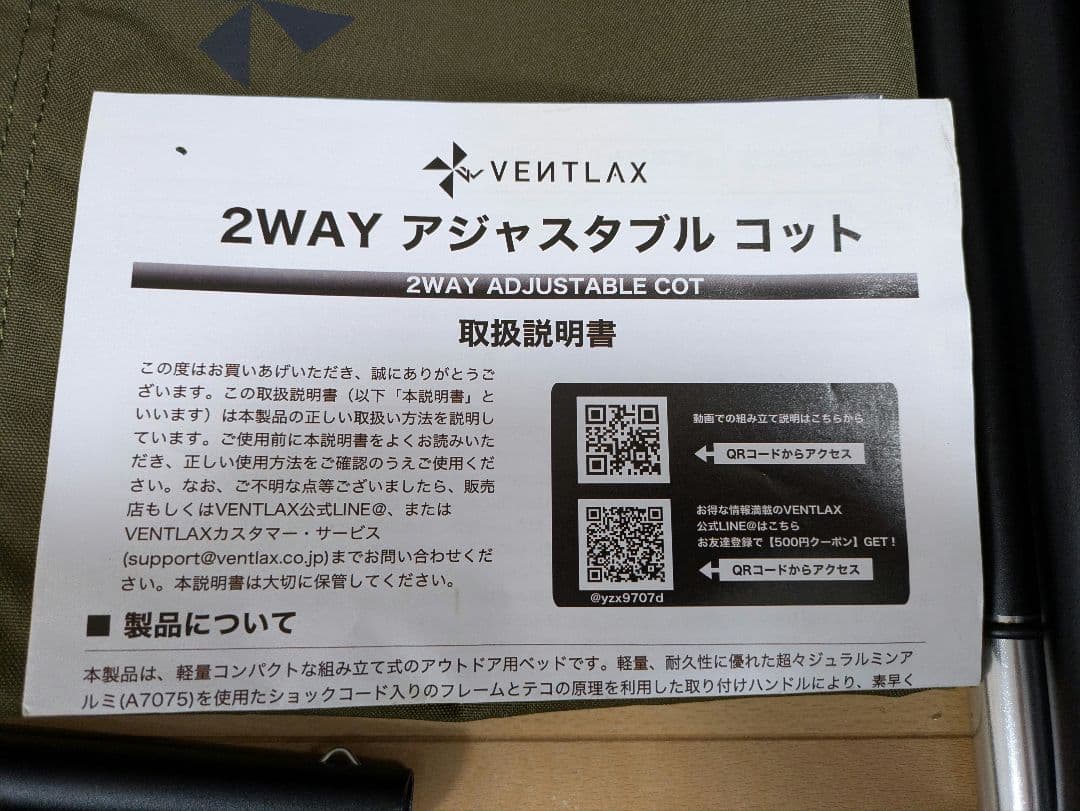 VENTLAX
2WAY アジャスタブル コット
2WAY ADJUSTABLE COT
取扱説明書
この度はお買いあげいただき、誠にありがとうご
ざいます。この取扱説明書（以下「本説明書」と
いいます）は本製品の正しい取扱い方法を説明し
ています。ご使用前に本説明書をよくお読みいた
だき、正しい使用方法をご確認のうえご使用くだ
さい。なお、ご不明な点等ございましたら、販売
店もしくはVENTLAX公式LINE@、または
VENTLAXカスタマー・サービス
(support@ventlax.co.jp)までお問い合わせくだ
さい。本説明書は大切に保管してください。
動画での組み立て説明はこちらから
QRコードからアクセス
お得な情報満載のVENTLAX
公式LINE@はこちら
お友達登録で【500円クーポン】GET！
QRコードからアクセス
@yzx9707d
■ 製品について
本製品は、軽量コンパクトな組み立て式のアウトドア用ベッドです。軽量、耐久性に優れた超々ジュラルミンア
ルミ(A7075)を使用たショックコード入りのフレームとテコの原理を利用した取り付けハンドルにより、素早く